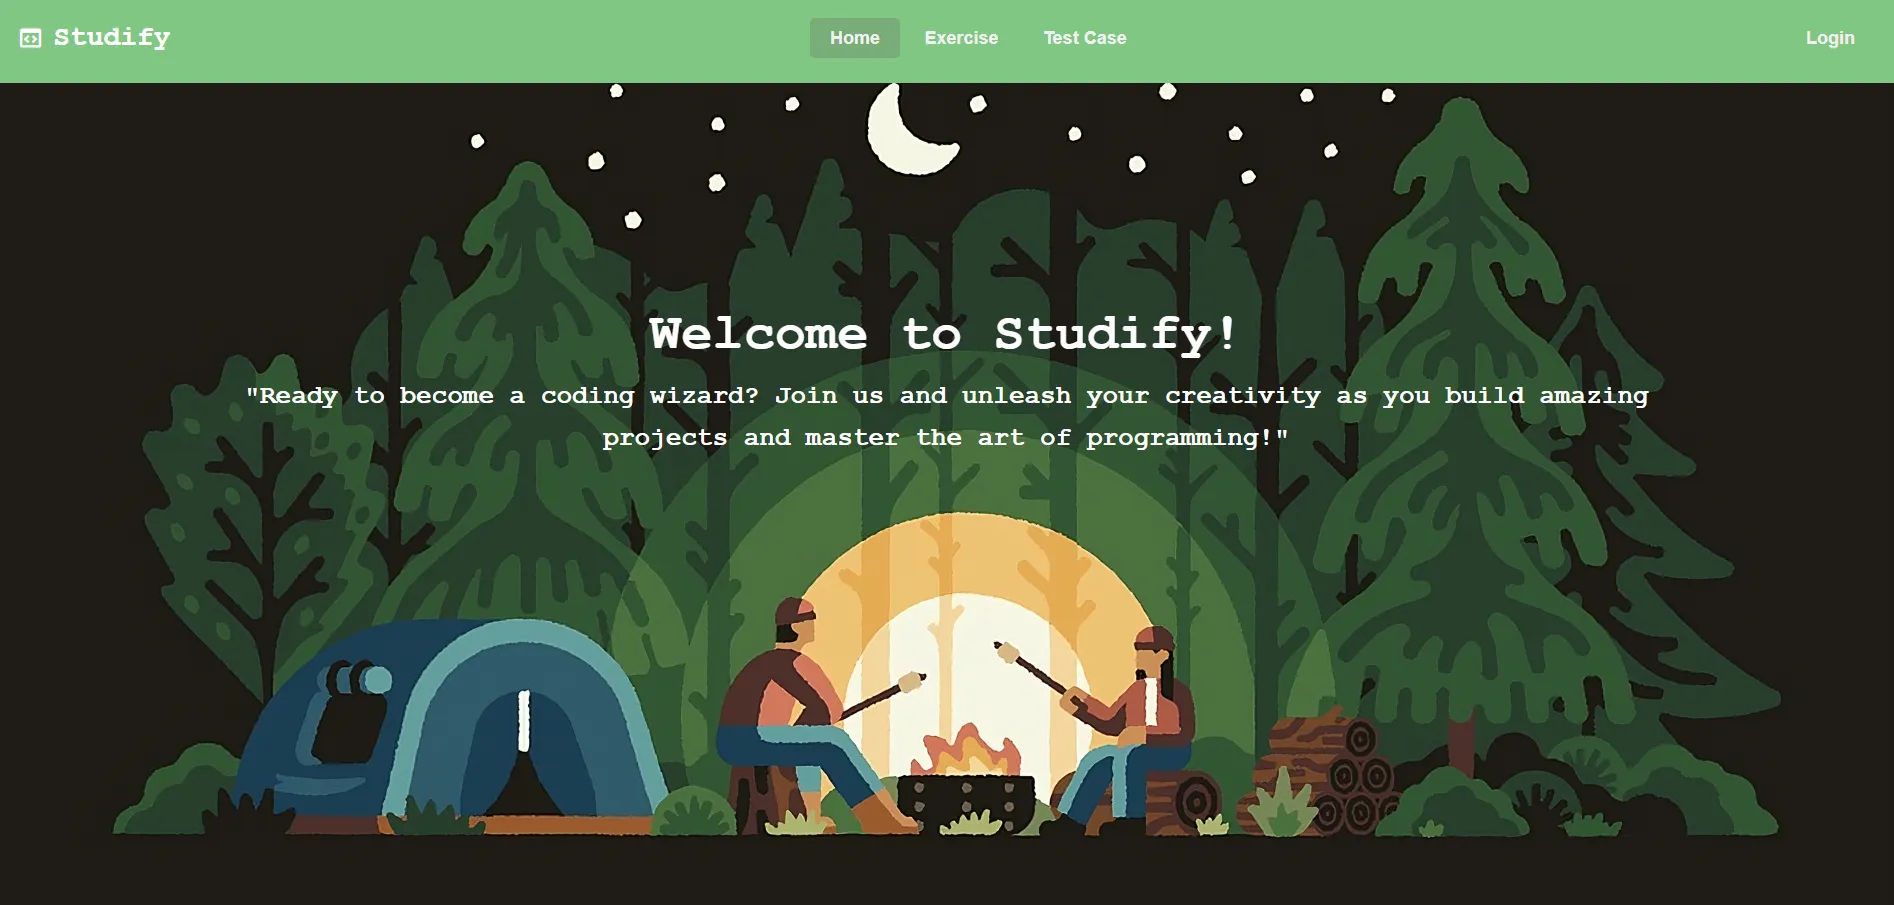 Studify
Home
Exercise
Test Case
Login
Welcome to Studify!
"Ready to become a coding wizard? Join us and unleash your creativity as you build amazing
projects and master the art of programming!"